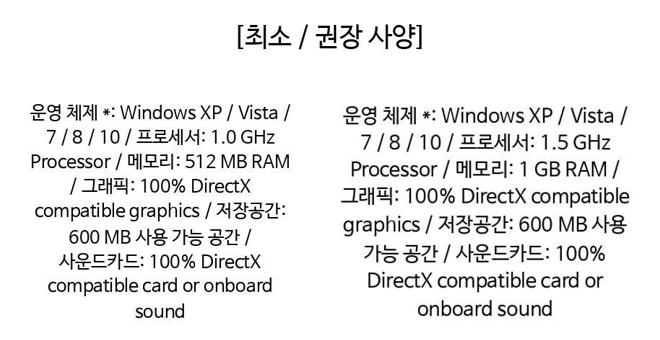 [최소 / 권장 사양]
운영 체제 *: Windows XP / Vista /
7 / 8 / 10 / 프로세서: 1.0 GHz
Processor / 메모리: 512 MB RAM
/ 그래픽: 100% DirectX
compatible graphics / 저장공간:
600 MB 사용 가능 공간 /
사운드카드: 100% DirectX
compatible card or onboard
sound
운영 체제 *: Windows XP / Vista /
7 / 8 / 10 / 프로세서: 1.5 GHz
Processor / 메모리: 1 GB RAM /
그래픽: 100% DirectX compatible
graphics / 저장공간: 600 MB 사용
가능 공간 / 사운드카드: 100%
DirectX compatible card or
onboard sound